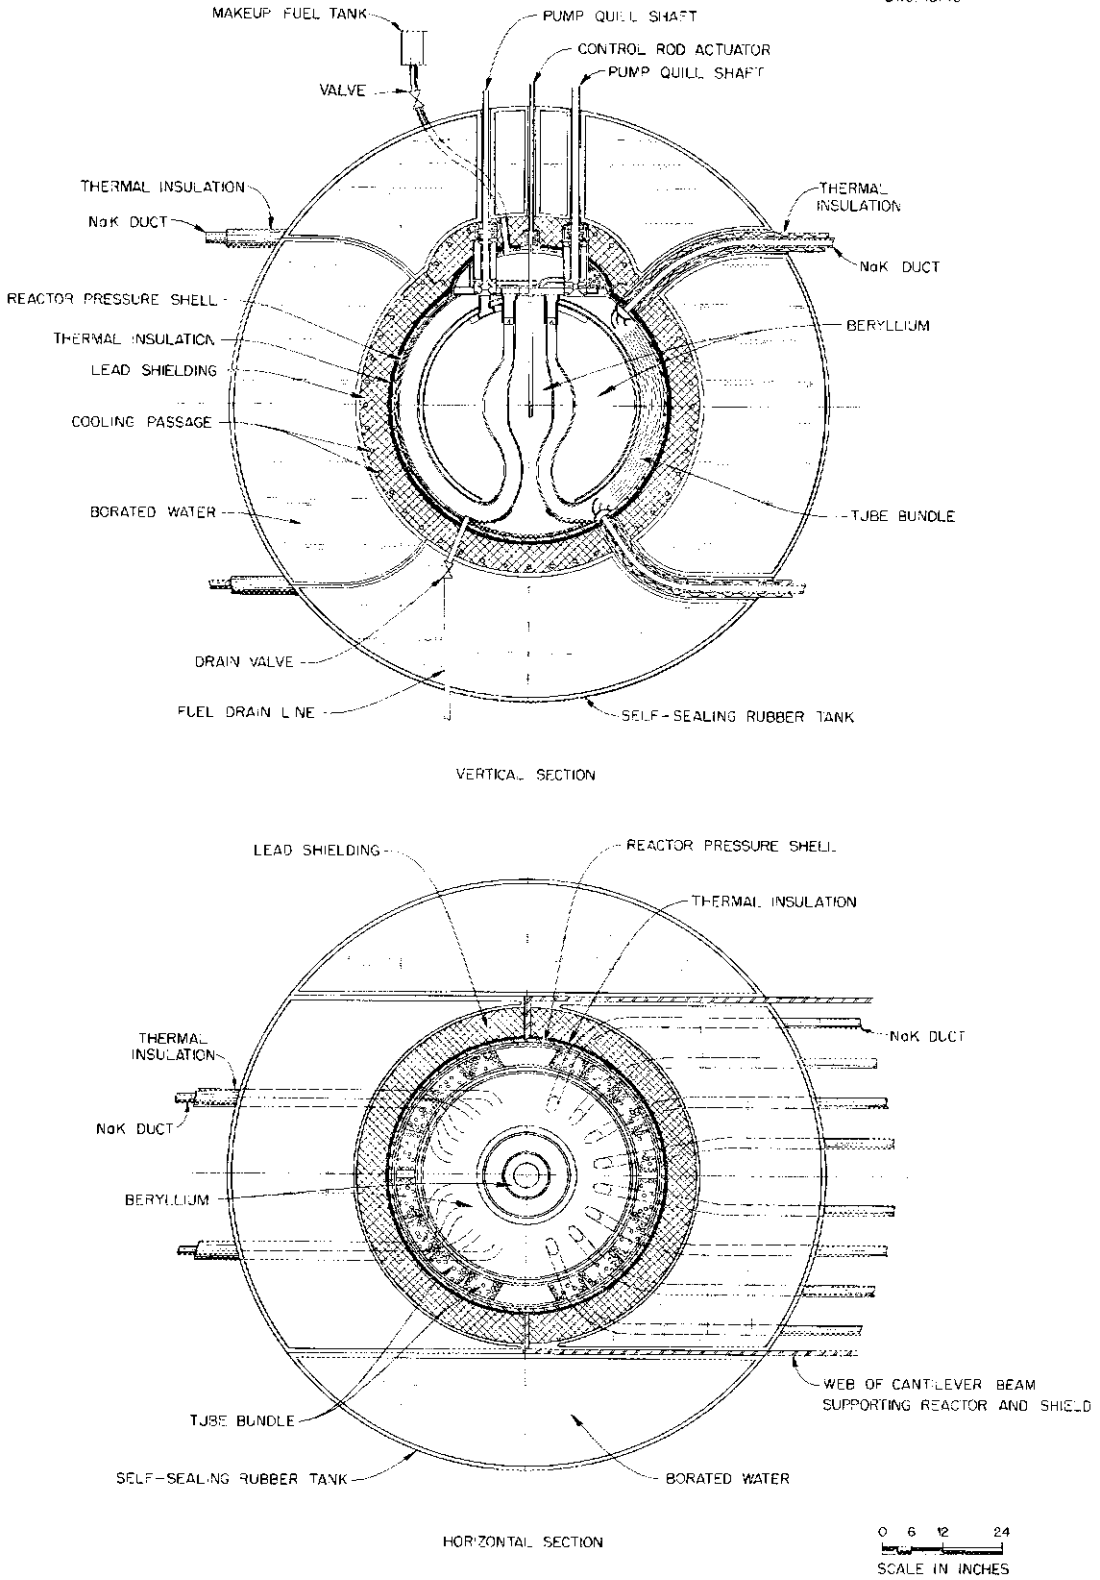 MAKEUP FUEL TANK
PUMP QUILL SHAFT
CONTROL ROD ACTUATOR
PUMP QUILL SHAFT
VALVE
THERMAL INSULATION
NaK DUCT
THERMAL
INSULATION
NaK DUCT
REACTOR PRESSURE SHELL
THERMAL INSULATION
LEAD SHIELDING
COOLING PASSAGE
BORATED WATER
BERYLLIUM
TUBE BUNDLE
DRAIN VALVE
FUEL DRAIN LINE
SELF-SEALING RUBBER TANK
VERTICAL SECTION
LEAD SHIELDING
REACTOR PRESSURE SHELL
THERMAL INSULATION
THERMAL
INSULATION
NaK DUCT
NaK DUCT
BERYLLIUM
TUBE BUNDLE
SELF-SEALING RUBBER TANK
WEB OF CANTILEVER BEAM
SUPPORTING REACTOR AND SHIELD
BORATED WATER
HORIZONTAL SECTION
0 6 12 24
SCALE IN INCHES